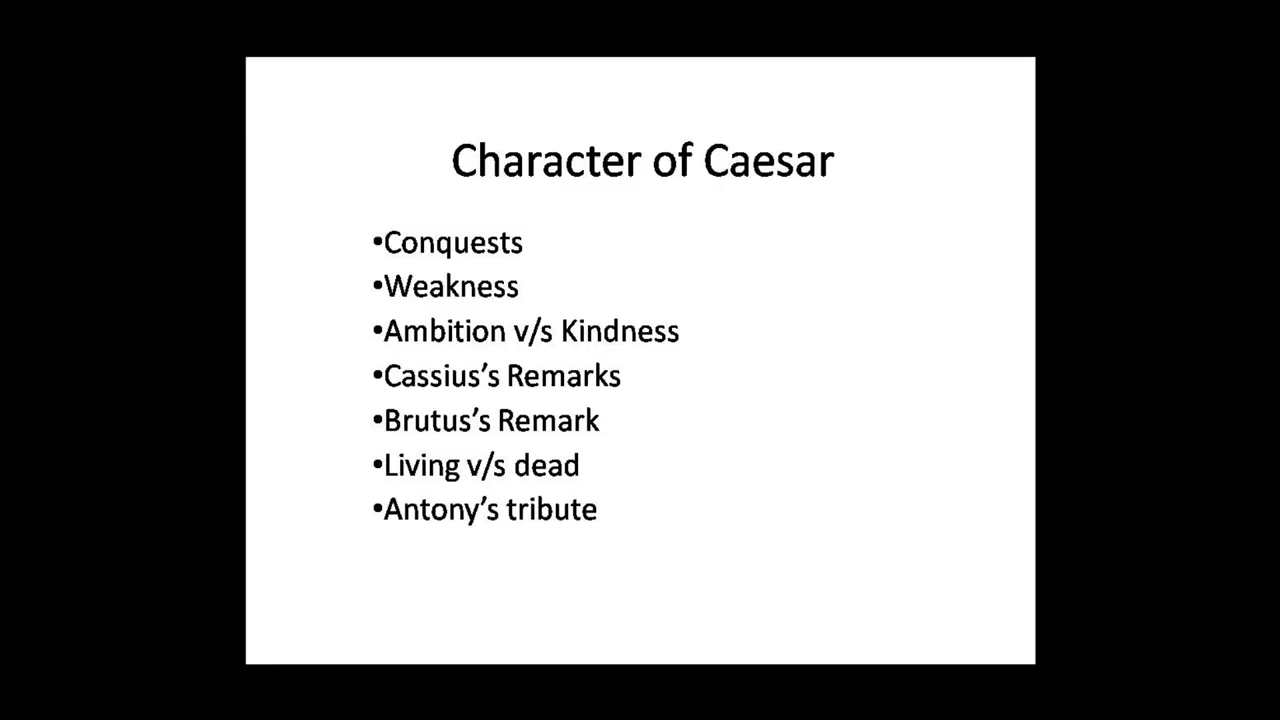 Character of Caesar
•Conquests
•Weakness
•Ambition v/s Kindness
•Cassius’s Remarks
•Brutus’s Remark
•Living v/s dead
•Antony’s tribute